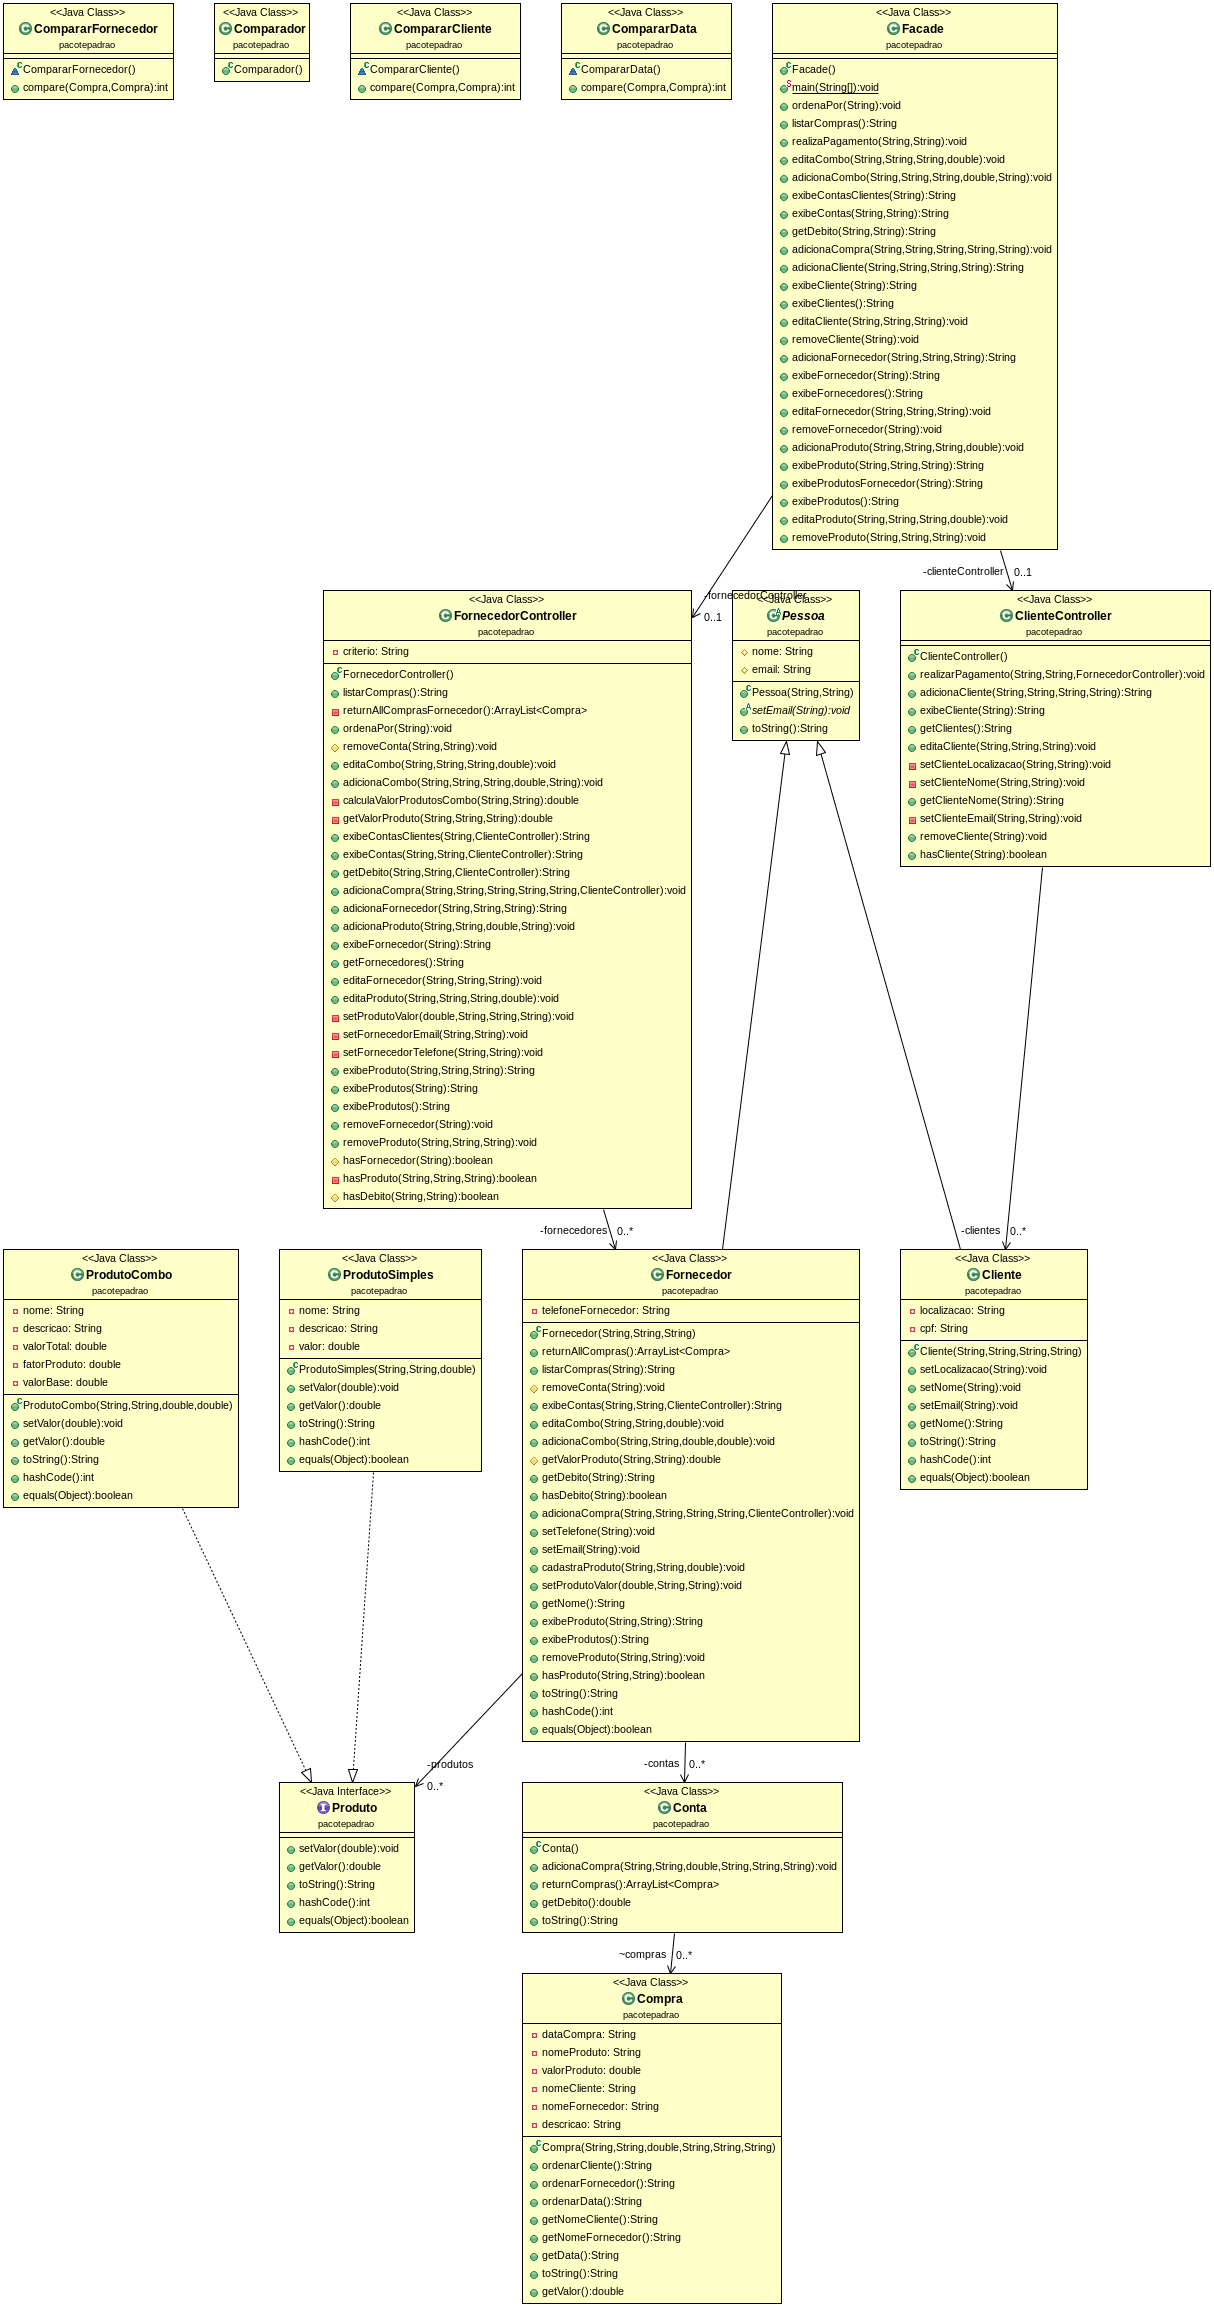 <<Java Class>>
CompararFornecedor
pacotepadrao
CompararFornecedor()
compare(Compra,Compra):int
<<Java Class>>
Comparador
pacotepadrao
Comparador()
<<Java Class>>
CompararCliente
pacotepadrao
CompararCliente()
compare(Compra,Compra):int
<<Java Class>>
CompararData
pacotepadrao
CompararData()
compare(Compra,Compra):int
<<Java Class>>
Facade
pacotepadrao
Facade()
main(String[]):void
ordenaPor(String):void
listarCompras():String
realizaPagamento(String,String):void
editaCombo(String,String,String,double):void
adicionaCombo(String,String,String,double,String):void
exibeContasClientes(String):String
exibeContas(String,String):String
getDebito(String,String):String
adicionaCompra(String,String,String,String,String):void
adicionaCliente(String,String,String,String):String
exibeCliente(String):String
exibeClientes():String
editaCliente(String,String,String):void
removeCliente(String):void
adicionaFornecedor(String,String,String):String
exibeFornecedor(String):String
exibeFornecedores():String
editaFornecedor(String,String,String):void
removeFornecedor(String):void
adicionaProduto(String,String,String,double):void
exibeProduto(String,String,String):String
exibeProdutosFornecedor(String):String
exibeProdutos():String
editaProduto(String,String,String,double):void
removeProduto(String,String,String):void
-clienteController 0..1
-fornecedorController
0..1
<<Java Class>>
FornecedorController
pacotepadrao
criterio: String
FornecedorController()
listarCompras():String
returnAllComprasFornecedor():ArrayList<Compra>
ordenaPor(String):void
removeConta(String,String):void
editaCombo(String,String,String,double):void
adicionaCombo(String,String,String,double,String):void
calculaValorProdutosCombo(String,String):double
getValorProduto(String,String,String):double
exibeContasClientes(String,ClienteController):String
exibeContas(String,String,ClienteController):String
getDebito(String,String,ClienteController):String
adicionaCompra(String,String,String,String,String,ClienteController):void
adicionaFornecedor(String,String,String):String
adicionaProduto(String,String,double,String):void
exibeFornecedor(String):String
getFornecedores():String
editaFornecedor(String,String,String):void
editaProduto(String,String,String,double):void
setProdutoValor(double,String,String,String):void
setFornecedorEmail(String,String):void
setFornecedorTelefone(String,String):void
exibeProduto(String,String,String):String
exibeProdutos(String):String
exibeProdutos():String
removeFornecedor(String):void
removeProduto(String,String,String):void
hasFornecedor(String):boolean
hasProduto(String,String,String):boolean
hasDebito(String,String):boolean
<<Java Class>>
Pessoa
pacotepadrao
nome: String
email: String
Pessoa(String,String)
setEmail(String):void
toString():String
<<Java Class>>
ClienteController
pacotepadrao
ClienteController()
realizarPagamento(String,String,FornecedorController):void
adicionaCliente(String,String,String,String):String
exibeCliente(String):String
getClientes():String
editaCliente(String,String,String):void
setClienteLocalizacao(String,String):void
setClienteNome(String,String):void
getClienteNome(String):String
setClienteEmail(String,String):void
removeCliente(String):void
hasCliente(String):boolean
-fornecedores 0..*
-clientes 0..*
<<Java Class>>
ProdutoCombo
pacotepadrao
nome: String
descricao: String
valorTotal: double
fatorProduto: double
valorBase: double
ProdutoCombo(String,String,double,double)
setValor(double):void
getValor():double
toString():String
hashCode():int
equals(Object):boolean
<<Java Class>>
ProdutoSimples
pacotepadrao
nome: String
descricao: String
valor: double
ProdutoSimples(String,String,double)
setValor(double):void
getValor():double
toString():String
hashCode():int
equals(Object):boolean
<<Java Class>>
Fornecedor
pacotepadrao
telefoneFornecedor: String
Fornecedor(String,String,String)
returnAllCompras():ArrayList<Compra>
listarCompras(String):String
removeConta(String):void
exibeContas(String,String,ClienteController):String
editaCombo(String,String,double):void
adicionaCombo(String,String,double,double):void
getValorProduto(String,String):double
getDebito(String):String
hasDebito(String):boolean
adicionaCompra(String,String,String,String,ClienteController):void
setTelefone(String):void
setEmail(String):void
cadastraProduto(String,String,double):void
setProdutoValor(double,String,String):void
getNome():String
exibeProduto(String,String):String
exibeProdutos():String
removeProduto(String,String):void
hasProduto(String,String):boolean
toString():String
hashCode():int
equals(Object):boolean
<<Java Class>>
Cliente
pacotepadrao
localizacao: String
cpf: String
Cliente(String,String,String,String)
setLocalizacao(String):void
setNome(String):void
setEmail(String):void
getNome():String
toString():String
hashCode():int
equals(Object):boolean
-produtos
0..*
-contas 0..*
<<Java Interface>>
Produto
pacotepadrao
setValor(double):void
getValor():double
toString():String
hashCode():int
equals(Object):boolean
<<Java Class>>
Conta
pacotepadrao
Conta()
adicionaCompra(String,String,double,String,String,String):void
returnCompras():ArrayList<Compra>
getDebito():double
toString():String
~compras 0..*
<<Java Class>>
Compra
pacotepadrao
dataCompra: String
nomeProduto: String
valorProduto: double
nomeCliente: String
nomeFornecedor: String
descricao: String
Compra(String,String,double,String,String,String)
ordenarCliente():String
ordenarFornecedor():String
ordenarData():String
getNomeCliente():String
getNomeFornecedor():String
getData():String
toString():String
getValor():double